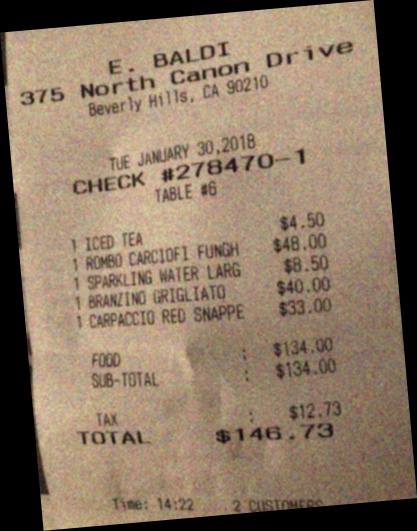 E. BALDI
375 North Canon Drive
Beverly Hills, CA 90210
TUE JANUARY 30,2018
CHECK #278470-1
TABLE #6
1 ICED TEA $4.50
1 ROMBO CARCIOFI FUNGH $48.00
1 SPARKLING WATER LARG $8.50
1 BRANZINO GRIGLIATO $40.00
1 CARPACCIO RED SNAPPE $33.00
FOOD : $134.00
SUB-TOTAL : $134.00
TAX : $12.73
TOTAL $146.73
Time: 14:22 2 CUSTOMERS